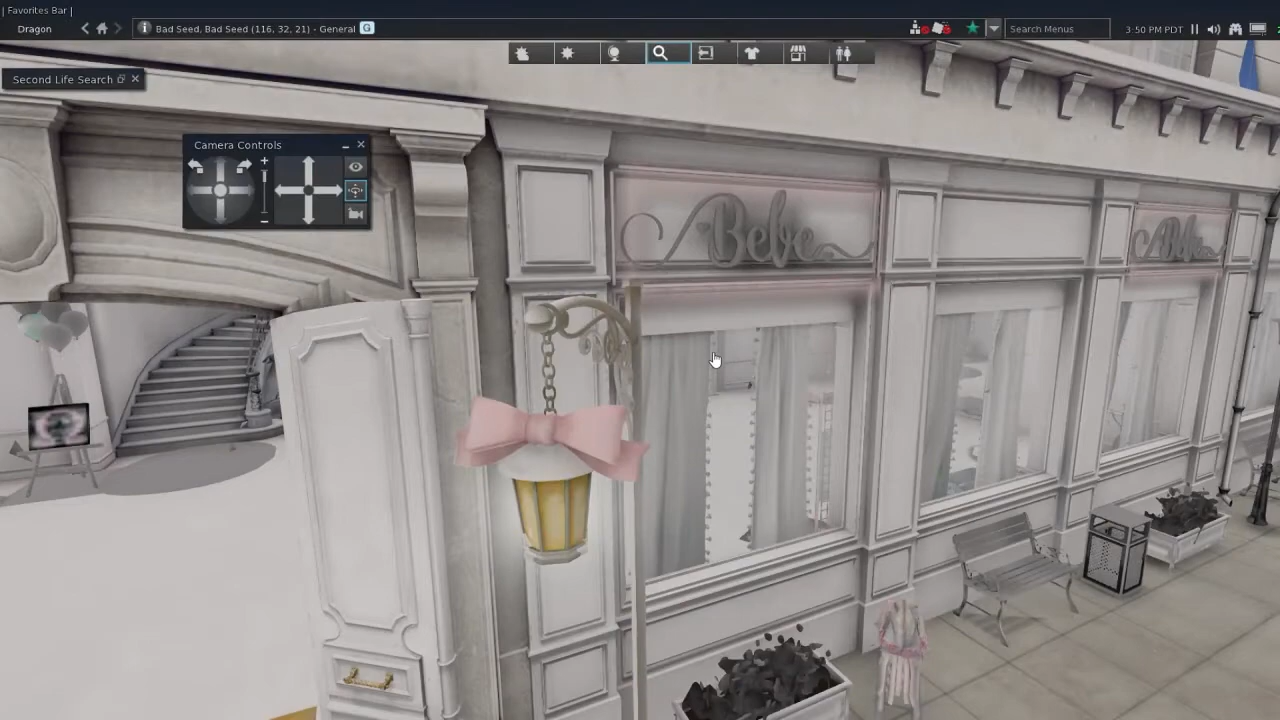 | Favorites Bar |
Dragon
Bad Seed, Bad Seed (116, 32, 21) - General G
Search Menus
3:50 PM PDT
Second Life Search
Camera Controls
Bebe
Bebe